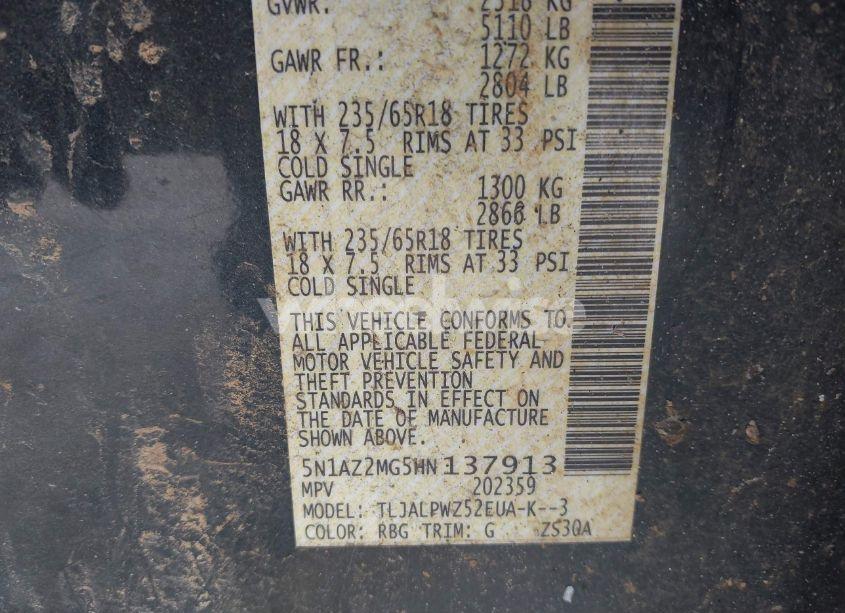 GVWR: 2318 KG
5110 LB
GAWR FR.: 1272 KG
2804 LB
WITH 235/65R18 TIRES
18 X 7.5 RIMS AT 33 PSI
COLD SINGLE
GAWR RR.: 1300 KG
2866 LB
WITH 235/65R18 TIRES
18 X 7.5 RIMS AT 33 PSI
COLD SINGLE
THIS VEHICLE CONFORMS TO
ALL APPLICABLE FEDERAL
MOTOR VEHICLE SAFETY AND
THEFT PREVENTION
STANDARDS IN EFFECT ON
THE DATE OF MANUFACTURE
SHOWN ABOVE.
5N1AZ2MG5HN137913
MPV 202359
MODEL: TLJALPWZ52EUA-K--3
COLOR: RBG TRIM: G ZS3QA